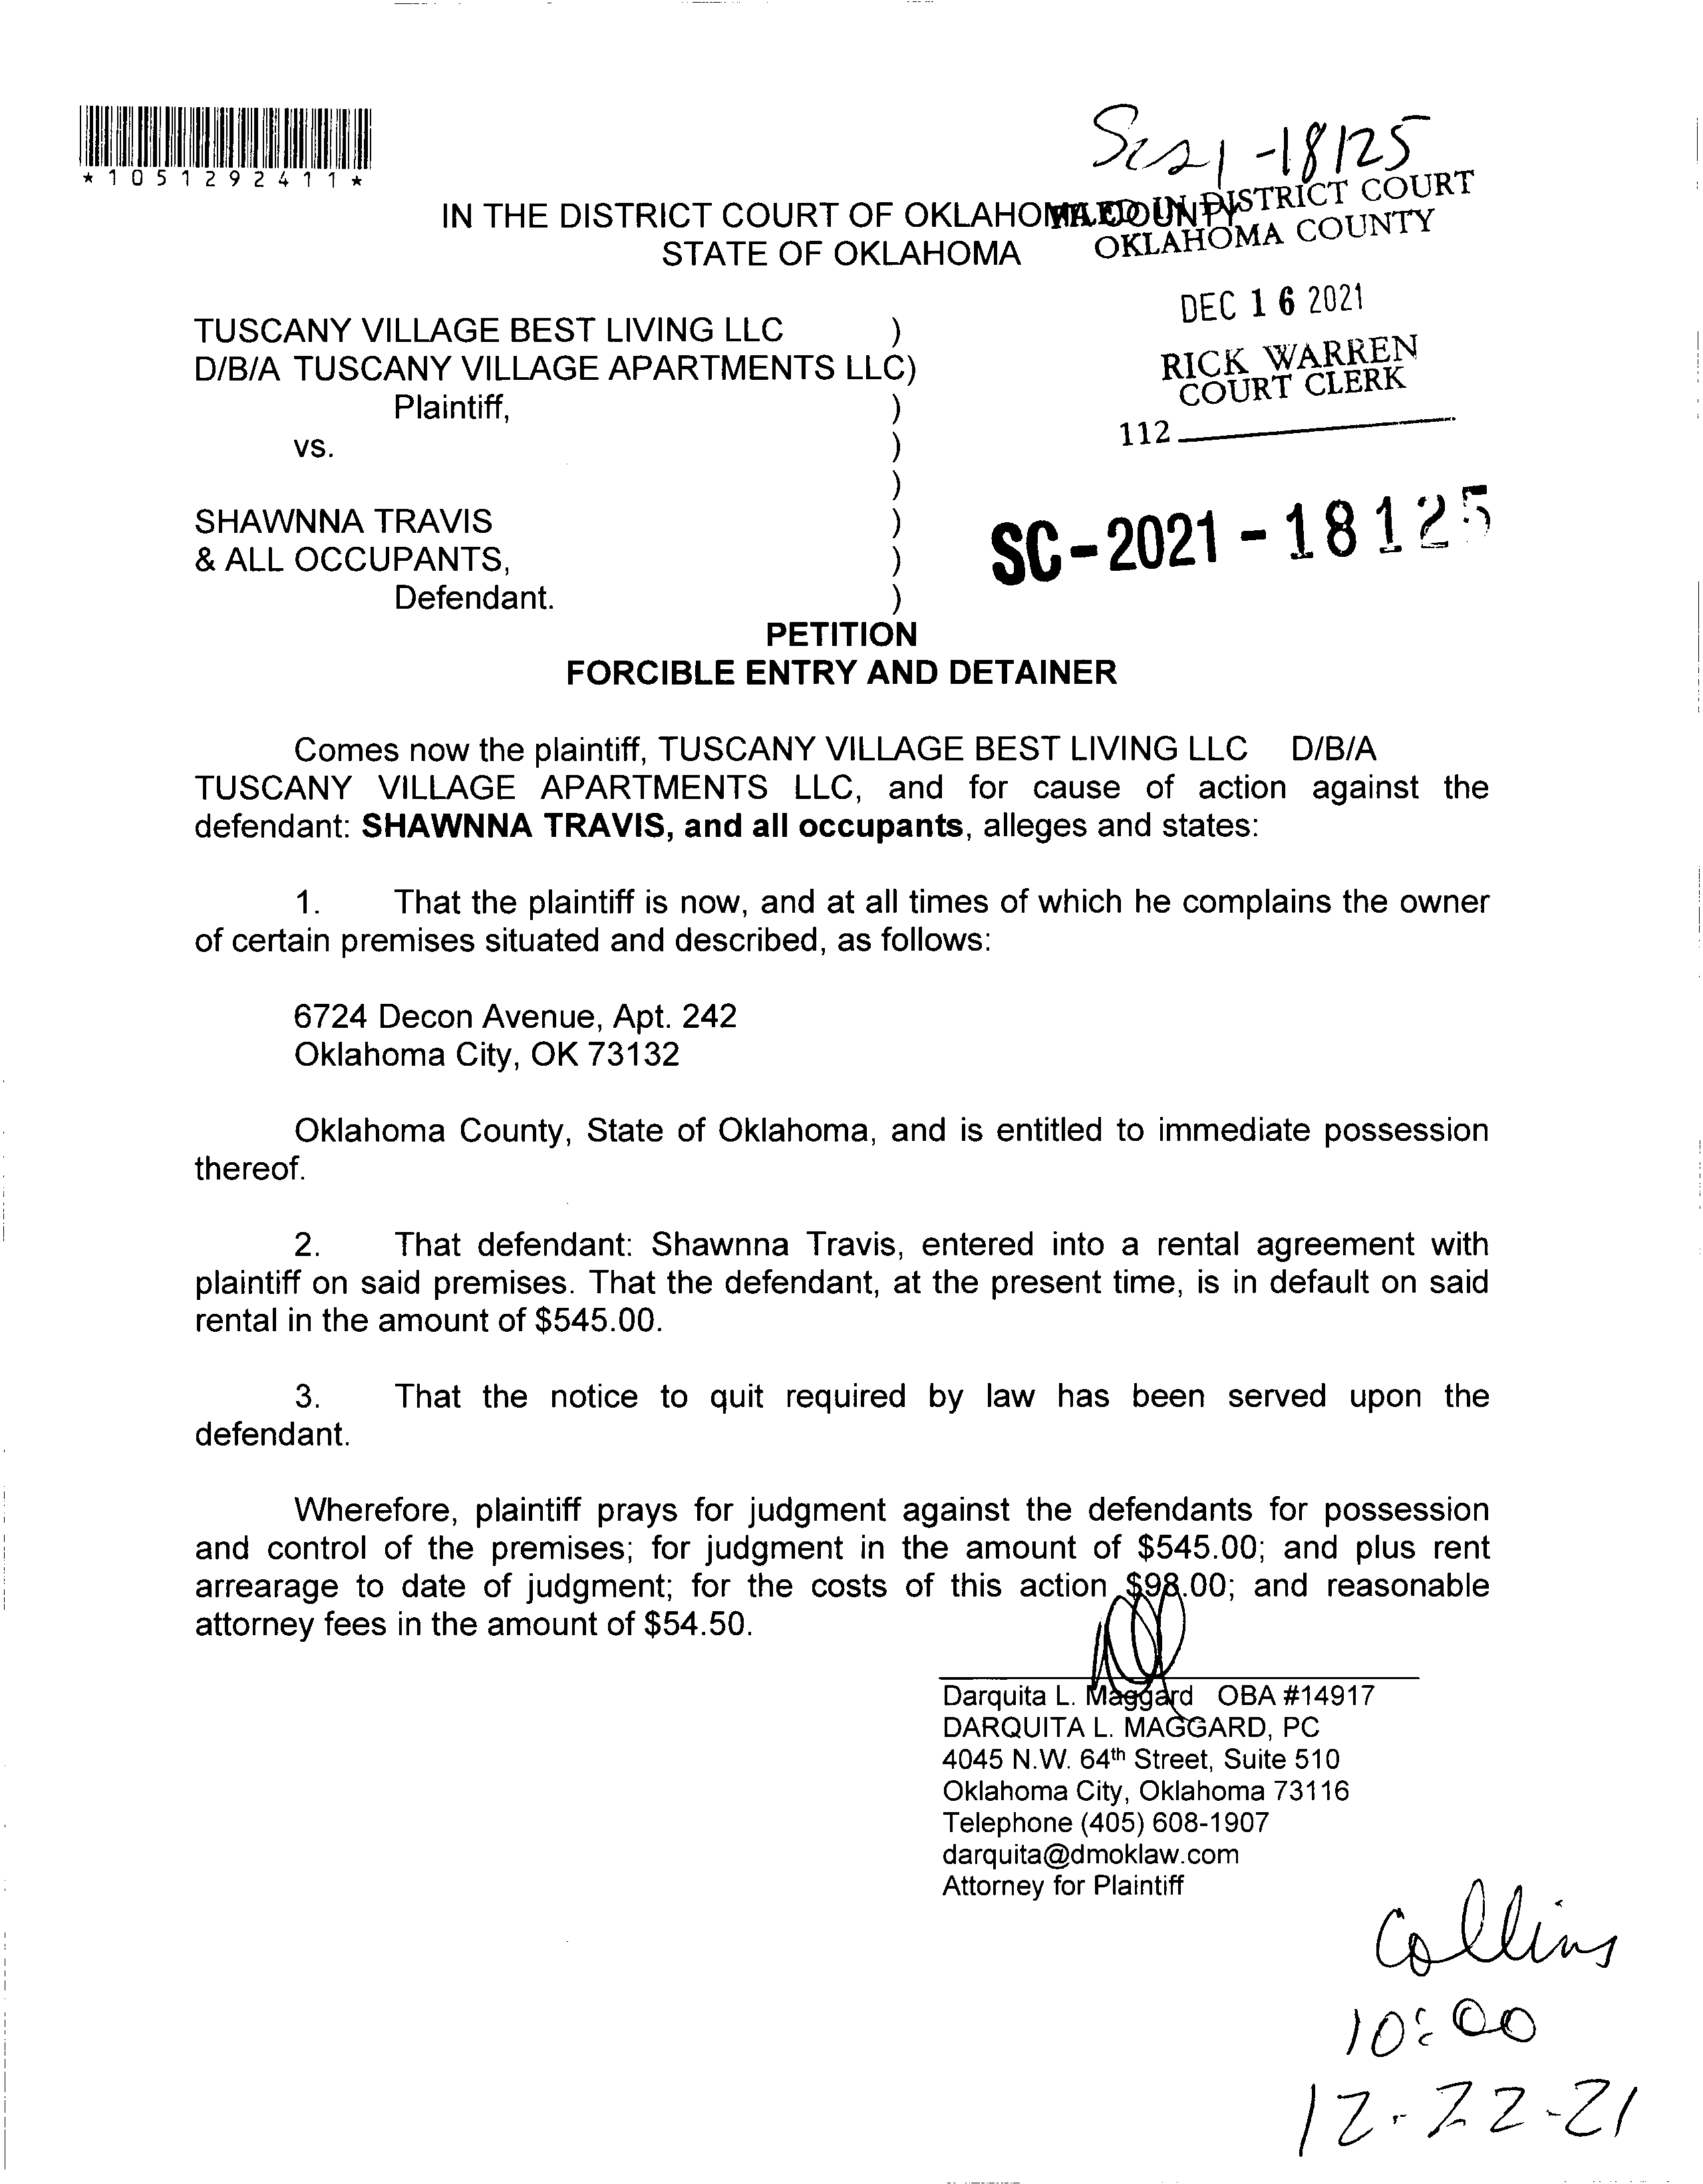 Sc21-18125
*1051292411*
IN THE DISTRICT COURT OF OKLAHOMA COUNTY
STATE OF OKLAHOMA
FILED IN DISTRICT COURT
OKLAHOMA COUNTY
DEC 16 2021
RICK WARREN
COURT CLERK
112
TUSCANY VILLAGE BEST LIVING LLC )
D/B/A TUSCANY VILLAGE APARTMENTS LLC)
Plaintiff, )
vs. )
)
SHAWNNA TRAVIS )
& ALL OCCUPANTS, )
Defendant. )
SC-2021-18125
PETITION
FORCIBLE ENTRY AND DETAINER
Comes now the plaintiff, TUSCANY VILLAGE BEST LIVING LLC D/B/A
TUSCANY VILLAGE APARTMENTS LLC, and for cause of action against the
defendant: SHAWNNA TRAVIS, and all occupants, alleges and states:
1. That the plaintiff is now, and at all times of which he complains the owner
of certain premises situated and described, as follows:
6724 Decon Avenue, Apt. 242
Oklahoma City, OK 73132
Oklahoma County, State of Oklahoma, and is entitled to immediate possession
thereof.
2. That defendant: Shawnna Travis, entered into a rental agreement with
plaintiff on said premises. That the defendant, at the present time, is in default on said
rental in the amount of $545.00.
3. That the notice to quit required by law has been served upon the
defendant.
Wherefore, plaintiff prays for judgment against the defendants for possession
and control of the premises; for judgment in the amount of $545.00; and plus rent
arrearage to date of judgment; for the costs of this action $98.00; and reasonable
attorney fees in the amount of $54.50.
Darquita L. Maggard OBA #14917
DARQUITA L. MAGGARD, PC
4045 N.W. 64th Street, Suite 510
Oklahoma City, Oklahoma 73116
Telephone (405) 608-1907
darquita@dmoklaw.com
Attorney for Plaintiff
Collins
10:00
12-22-21